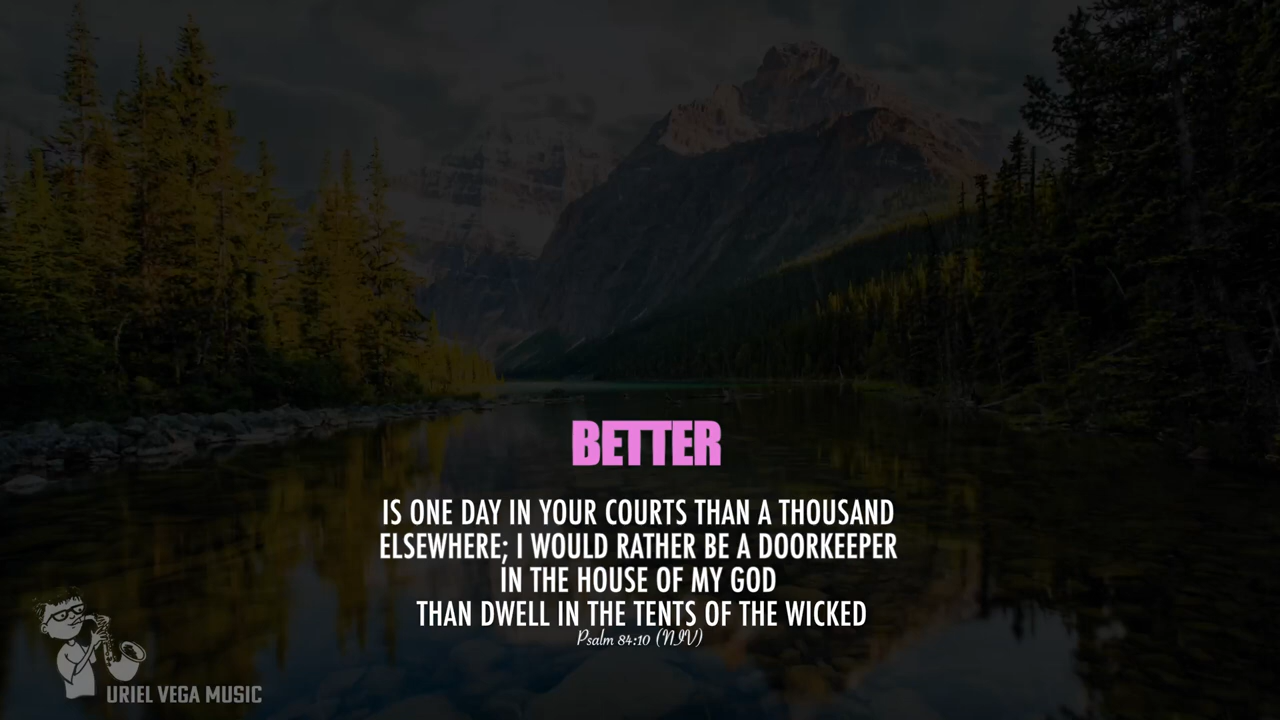 BETTER
IS ONE DAY IN YOUR COURTS THAN A THOUSAND
ELSEWHERE; I WOULD RATHER BE A DOORKEEPER
IN THE HOUSE OF MY GOD
THAN DWELL IN THE TENTS OF THE WICKED
Psalm 84:10 (NIV)
URIEL VEGA MUSIC